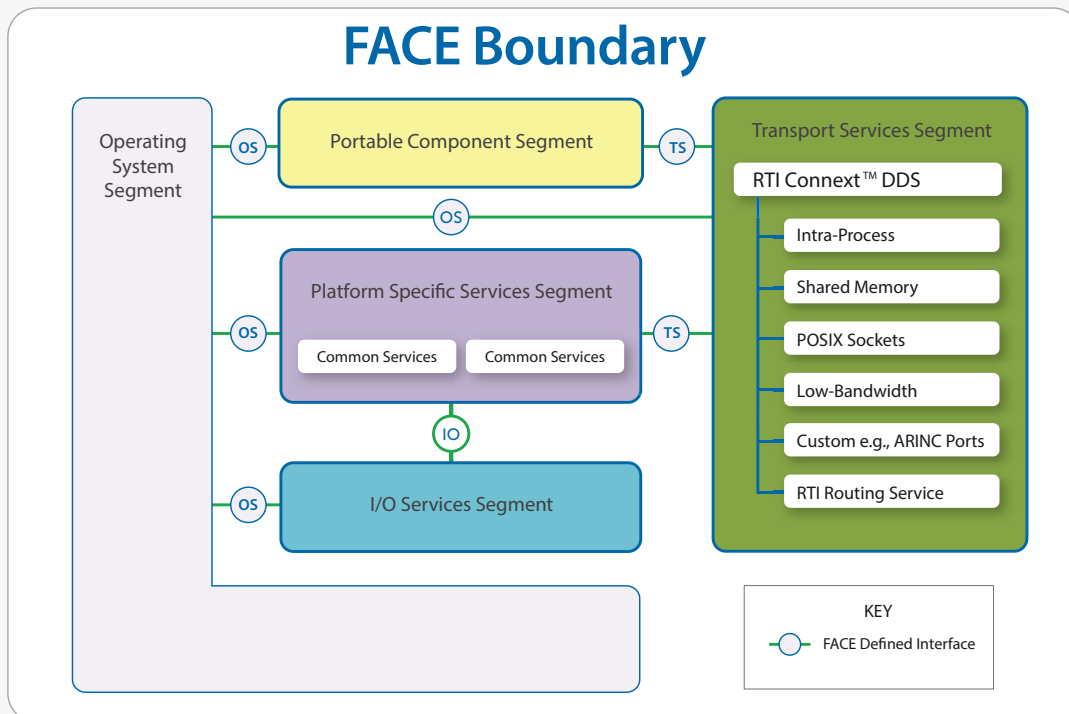 FACE Boundary
Operating
System
Segment
OS
Portable Component Segment
TS
Transport Services Segment
RTI Connext™ DDS
OS
Intra-Process
Shared Memory
Platform Specific Services Segment
OS
TS
POSIX Sockets
Common Services
Common Services
Low-Bandwidth
IO
Custom e.g., ARINC Ports
OS
I/O Services Segment
RTI Routing Service
KEY
FACE Defined Interface